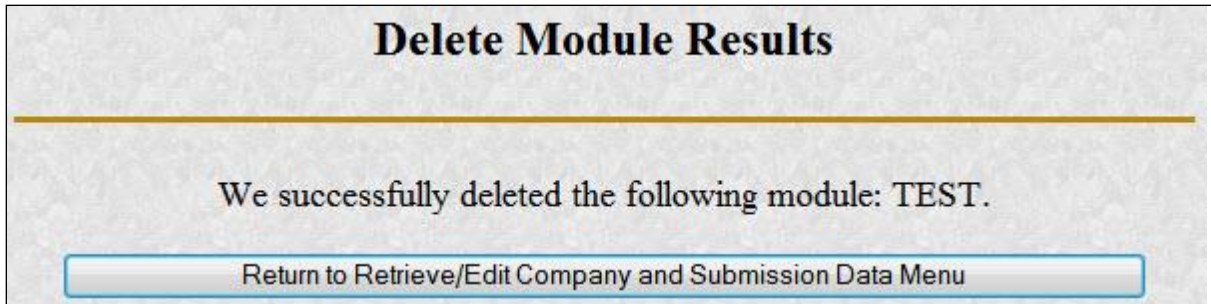 Delete Module Results
We successfully deleted the following module: TEST.
Return to Retrieve/Edit Company and Submission Data Menu